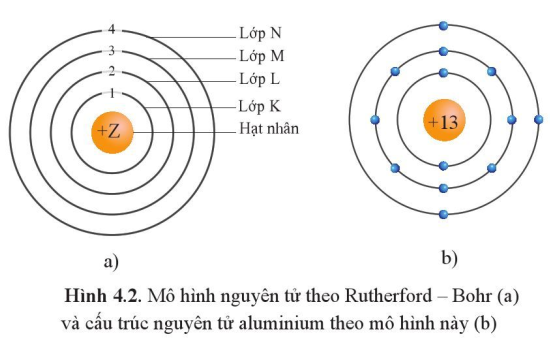 4
3
2
1
+Z
Lớp N
Lớp M
Lớp L
Lớp K
Hạt nhân
a)
+13
b)
Hình 4.2. Mô hình nguyên tử theo Rutherford – Bohr (a)
và cấu trúc nguyên tử aluminium theo mô hình này (b)